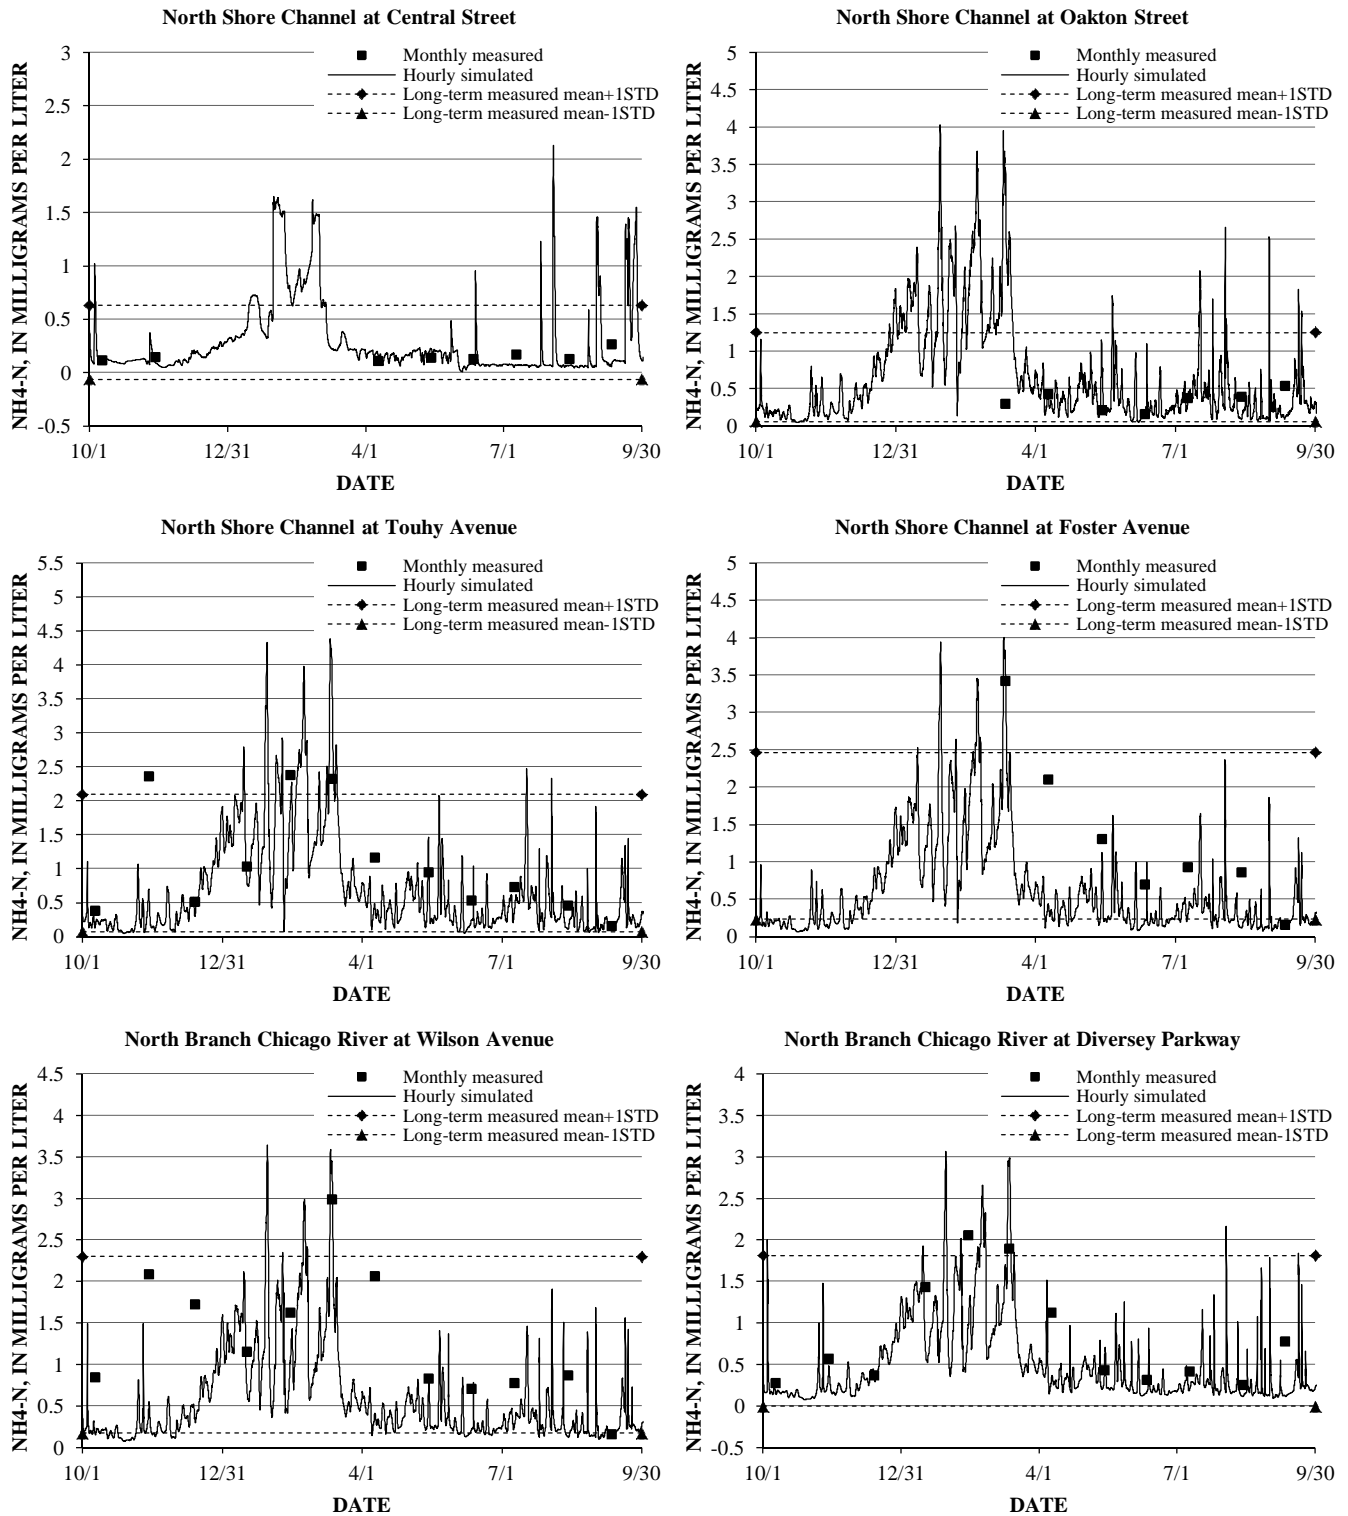 North Shore Channel at Central Street
NH4-N, IN MILLIGRAMS PER LITER
3
2.5
2
1.5
1
0.5
0
-0.5
Monthly measured
Hourly simulated
Long-term measured mean+1STD
Long-term measured mean-1STD
10/1 12/31 4/1 7/1 9/30
DATE
North Shore Channel at Oakton Street
NH4-N, IN MILLIGRAMS PER LITER
5
4.5
4
3.5
3
2.5
2
1.5
1
0.5
0
Monthly measured
Hourly simulated
Long-term measured mean+1STD
Long-term measured mean-1STD
10/1 12/31 4/1 7/1 9/30
DATE
North Shore Channel at Touhy Avenue
NH4-N, IN MILLIGRAMS PER LITER
5.5
5
4.5
4
3.5
3
2.5
2
1.5
1
0.5
0
Monthly measured
Hourly simulated
Long-term measured mean+1STD
Long-term measured mean-1STD
10/1 12/31 4/1 7/1 9/30
DATE
North Shore Channel at Foster Avenue
NH4-N, IN MILLIGRAMS PER LITER
5
4.5
4
3.5
3
2.5
2
1.5
1
0.5
0
Monthly measured
Hourly simulated
Long-term measured mean+1STD
Long-term measured mean-1STD
10/1 12/31 4/1 7/1 9/30
DATE
North Branch Chicago River at Wilson Avenue
NH4-N, IN MILLIGRAMS PER LITER
4.5
4
3.5
3
2.5
2
1.5
1
0.5
0
Monthly measured
Hourly simulated
Long-term measured mean+1STD
Long-term measured mean-1STD
10/1 12/31 4/1 7/1 9/30
DATE
North Branch Chicago River at Diversey Parkway
NH4-N, IN MILLIGRAMS PER LITER
4
3.5
3
2.5
2
1.5
1
0.5
0
-0.5
Monthly measured
Hourly simulated
Long-term measured mean+1STD
Long-term measured mean-1STD
10/1 12/31 4/1 7/1 9/30
DATE